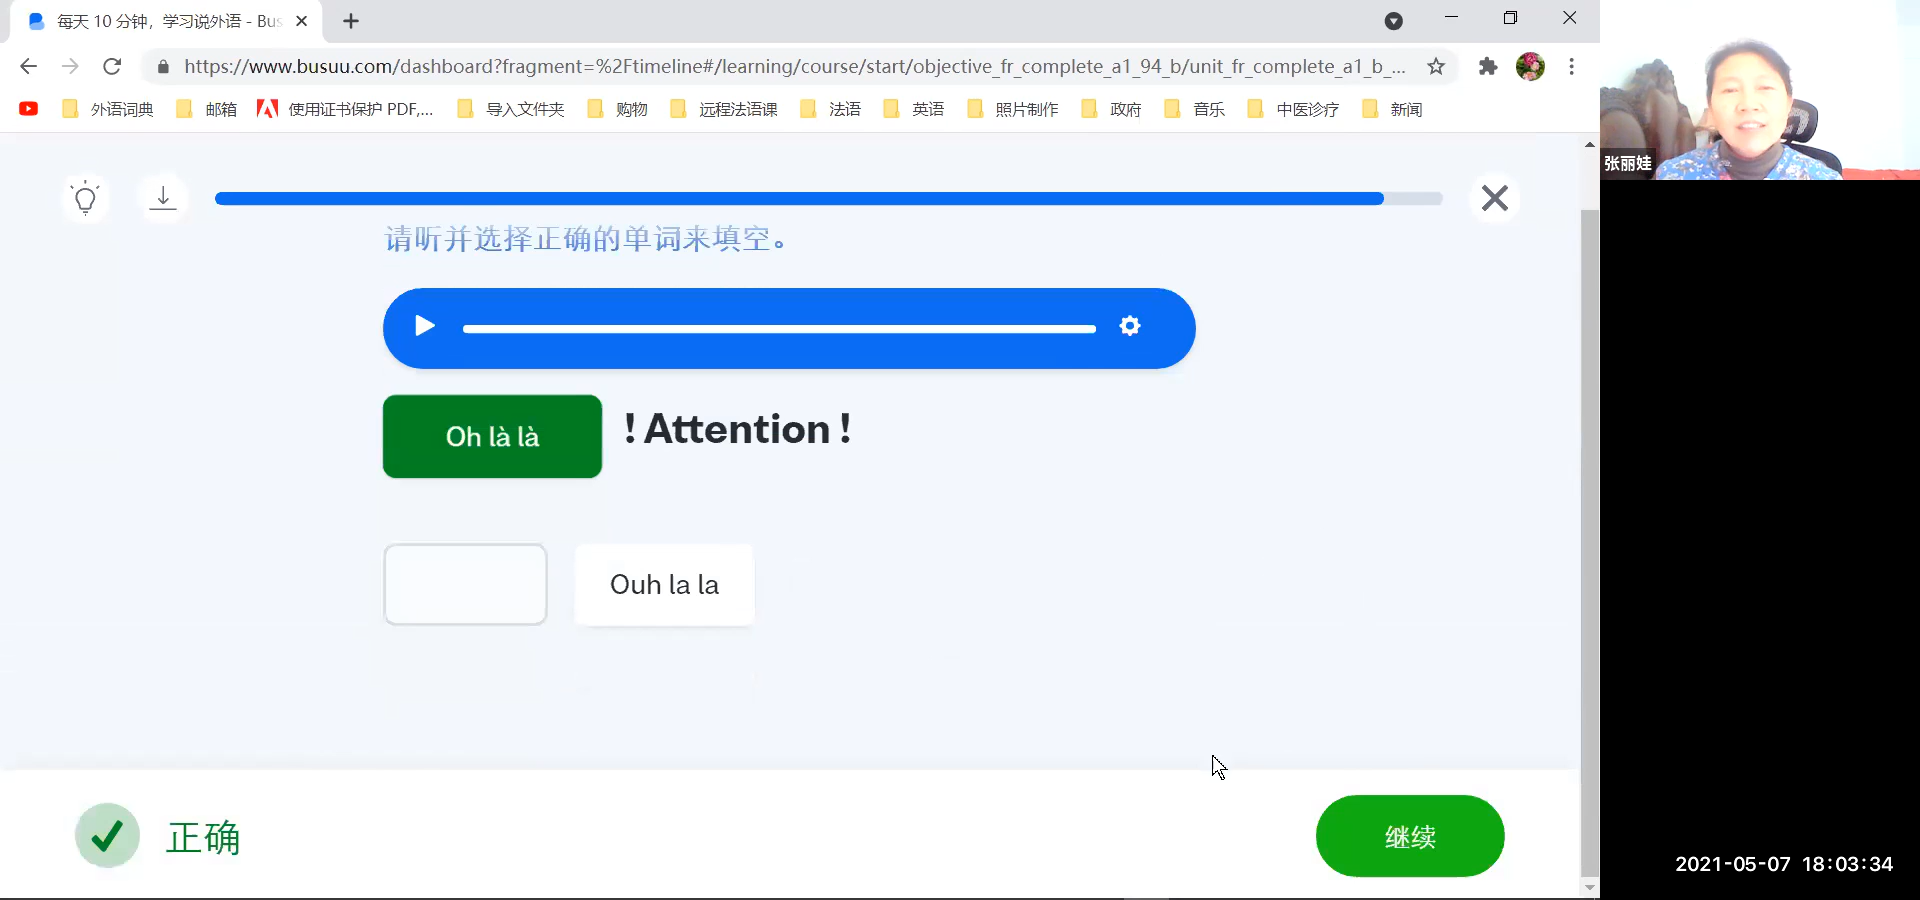 每天 10 分钟，学习说外语 - Bus
https://www.busuu.com/dashboard?fragment=%2Ftimeline#/learning/course/start/objective_fr_complete_a1_94_b/unit_fr_complete_a1_b_...
外语词典 邮箱 使用证书保护 PDF,... 导入文件夹 购物 远程法语课 法语 英语 照片制作 政府 音乐 中医诊疗 新闻
张丽娃
请听并选择正确的单词来填空。
Oh là là ! Attention !
Ouh la la
正确
继续
2021-05-07 18:03:34